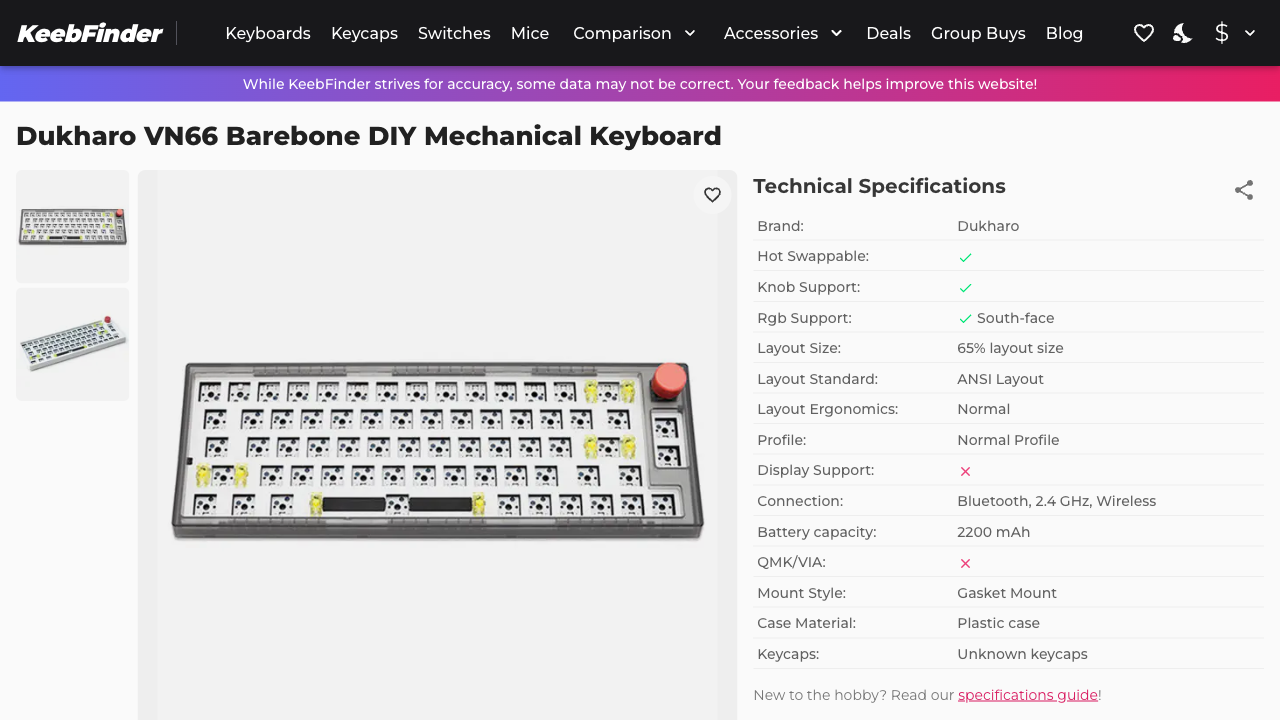 KeebFinder
Keyboards Keycaps Switches Mice Comparison Accessories Deals Group Buys Blog
While KeebFinder strives for accuracy, some data may not be correct. Your feedback helps improve this website!
Dukharo VN66 Barebone DIY Mechanical Keyboard
Technical Specifications
Brand: Dukharo
Hot Swappable:
Knob Support:
Rgb Support: South-face
Layout Size: 65% layout size
Layout Standard: ANSI Layout
Layout Ergonomics: Normal
Profile: Normal Profile
Display Support:
Connection: Bluetooth, 2.4 GHz, Wireless
Battery capacity: 2200 mAh
QMK/VIA:
Mount Style: Gasket Mount
Case Material: Plastic case
Keycaps: Unknown keycaps
New to the hobby? Read our specifications guide!